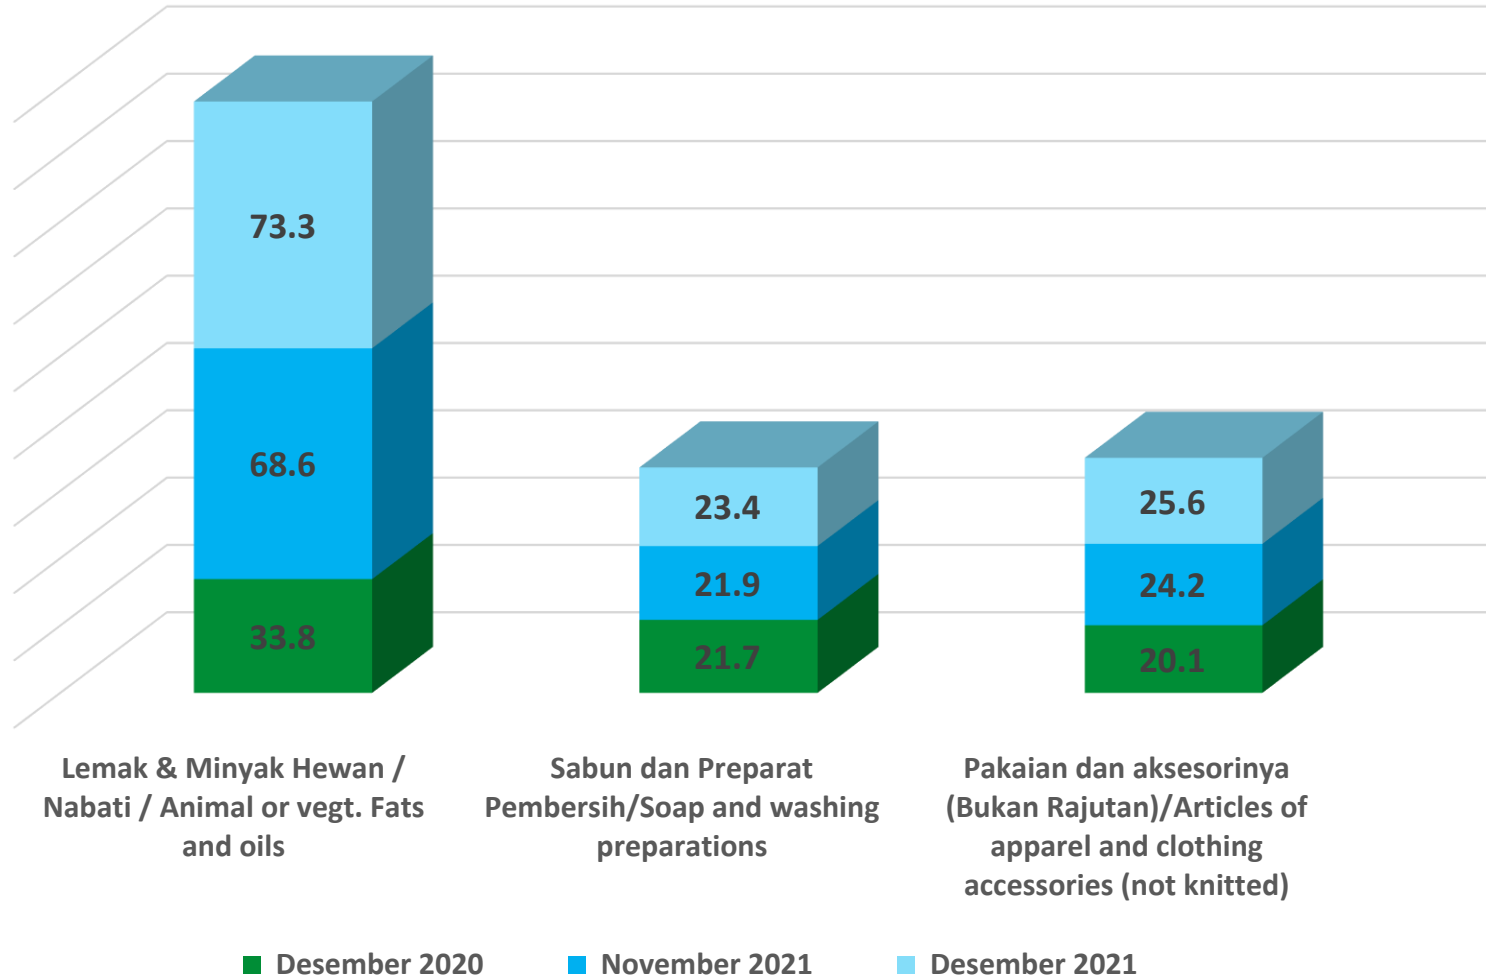 73.3
68.6
33.8
23.4
21.9
21.7
25.6
24.2
20.1
Lemak & Minyak Hewan /
Nabati / Animal or vegt. Fats
and oils
Sabun dan Preparat
Pembersih/Soap and washing
preparations
Pakaian dan aksesorinya
(Bukan Rajutan)/Articles of
apparel and clothing
accessories (not knitted)
Desember 2020
November 2021
Desember 2021